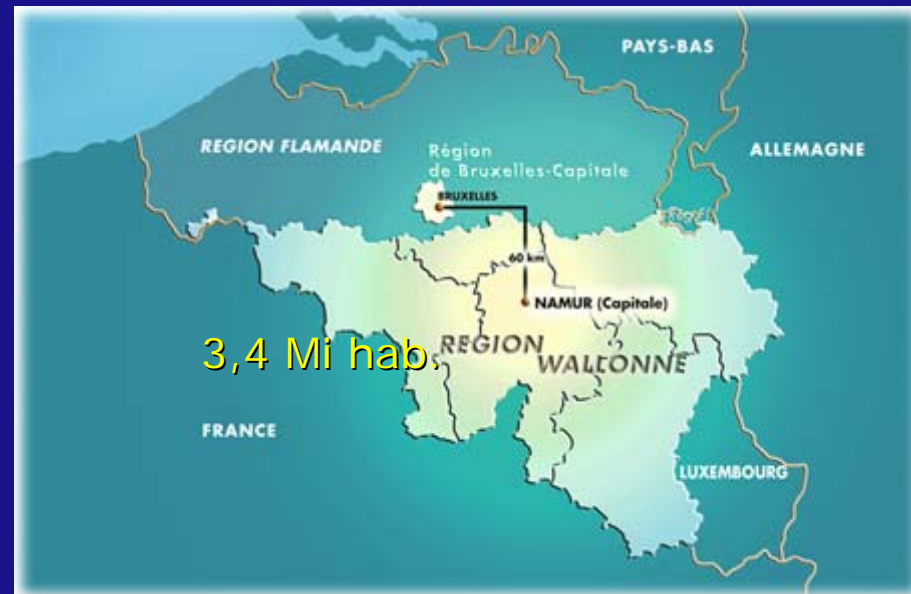 PAYS-BAS
REGION FLAMANDE
Région
de Bruxelles-Capitale
ALLEMAGNE
BRUXELLES
60 km
NAMUR (Capitale)
3,4 Mi hab.
REGION
WALLONNE
FRANCE
LUXEMBOURG